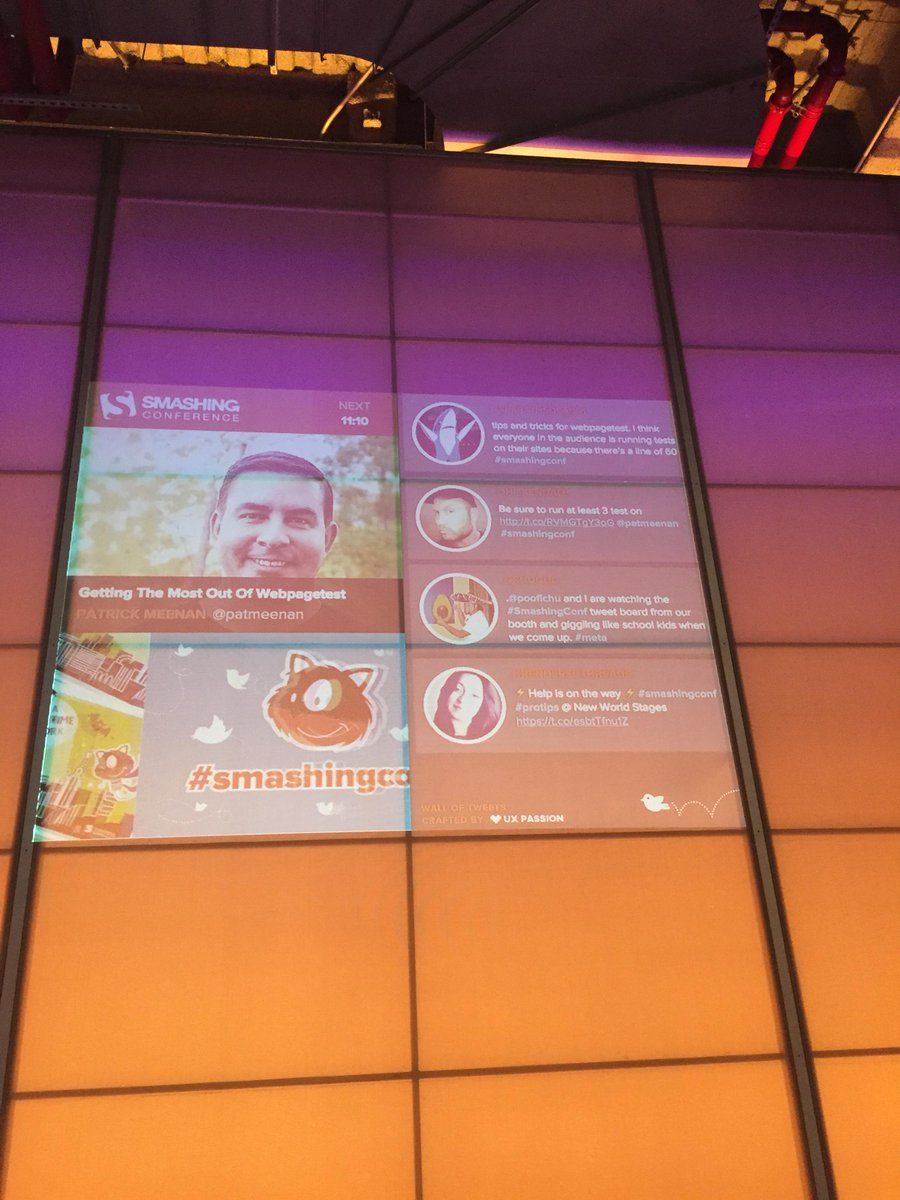 SMASHING
CONFERENCE
NEXT
11:10
Getting The Most Out Of Webpagetest
PATRICK MEENAN @patmeenan
#smashingco
tips and tricks for webpagetest, I think
everyone in the audience is running tests
on their sites because there's a line of 60
#smashingconf
Be sure to run at least 3 test on
http://t.co/RVMGTgY3oG @patmeenan
#smashingconf
.@poofichu and I are watching the
#SmashingConf tweet board from our
booth and giggling like school kids when
we come up. #meta
⚡ Help is on the way ⚡ #smashingconf
#protips @ New World Stages
https://t.co/esbtTfnu1Z
WALL OF TWEETS
CRAFTED BY UX PASSION